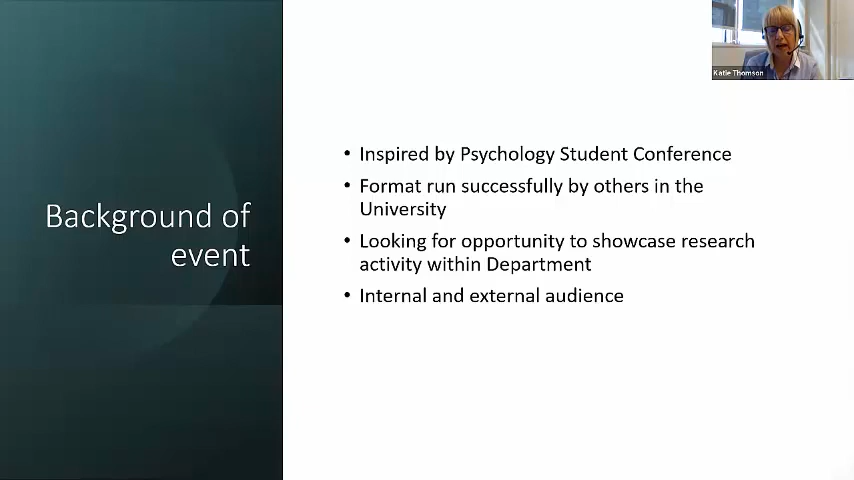 Katie Thomson
Background of
event
• Inspired by Psychology Student Conference
• Format run successfully by others in the
University
• Looking for opportunity to showcase research
activity within Department
• Internal and external audience